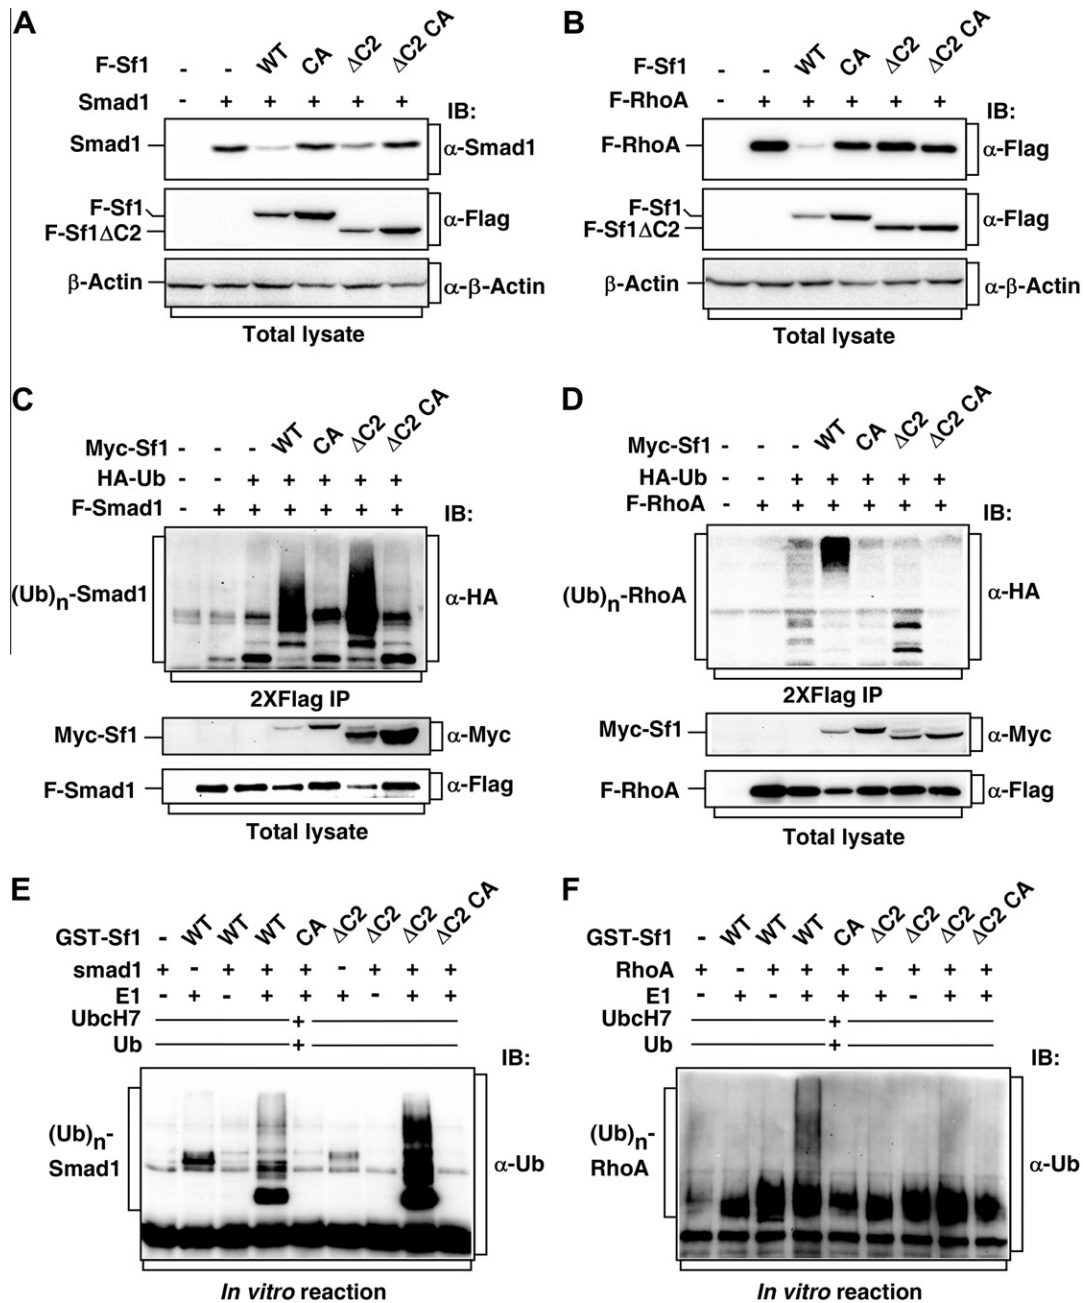 A
F-Sf1 - - WT CA ΔC2 ΔC2 CA
Smad1 - + + + + +
IB:
Smad1
α-Smad1
F-Sf1
F-Sf1ΔC2
α-Flag
β-Actin
α-β-Actin
Total lysate
B
F-Sf1 - - WT CA ΔC2 ΔC2 CA
F-RhoA - + + + + +
IB:
F-RhoA
α-Flag
F-Sf1
F-Sf1ΔC2
α-Flag
β-Actin
α-β-Actin
Total lysate
C
Myc-Sf1 - - - WT CA ΔC2 ΔC2 CA
HA-Ub - - + + + + +
F-Smad1 - + + + + + +
IB:
(Ub)n-Smad1
α-HA
2XFlag IP
Myc-Sf1
α-Myc
F-Smad1
α-Flag
Total lysate
D
Myc-Sf1 - - - WT CA ΔC2 ΔC2 CA
HA-Ub - - + + + + +
F-RhoA - + + + + + +
IB:
(Ub)n-RhoA
α-HA
2XFlag IP
Myc-Sf1
α-Myc
F-RhoA
α-Flag
Total lysate
E
GST-Sf1 - WT WT WT CA ΔC2 ΔC2 ΔC2 ΔC2 CA
smad1 + - + + + - + + +
E1 - + - + + + - + +
UbcH7 +
Ub +
IB:
(Ub)n-
Smad1
α-Ub
In vitro reaction
F
GST-Sf1 - WT WT WT CA ΔC2 ΔC2 ΔC2 ΔC2 CA
RhoA + - + + + - + + +
E1 - + - + + + - + +
UbcH7 +
Ub +
IB:
(Ub)n-
RhoA
α-Ub
In vitro reaction